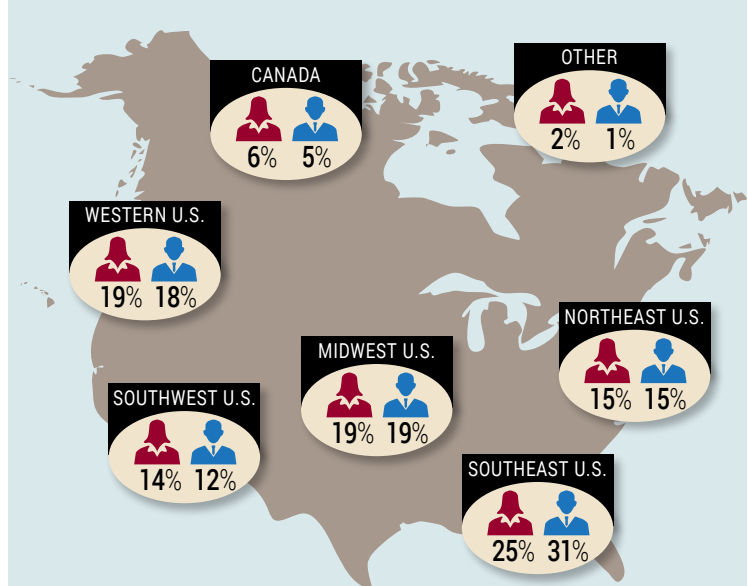 CANADA
6% 5%
OTHER
2% 1%
WESTERN U.S.
19% 18%
NORTHEAST U.S.
15% 15%
MIDWEST U.S.
19% 19%
SOUTHWEST U.S.
14% 12%
SOUTHEAST U.S.
25% 31%